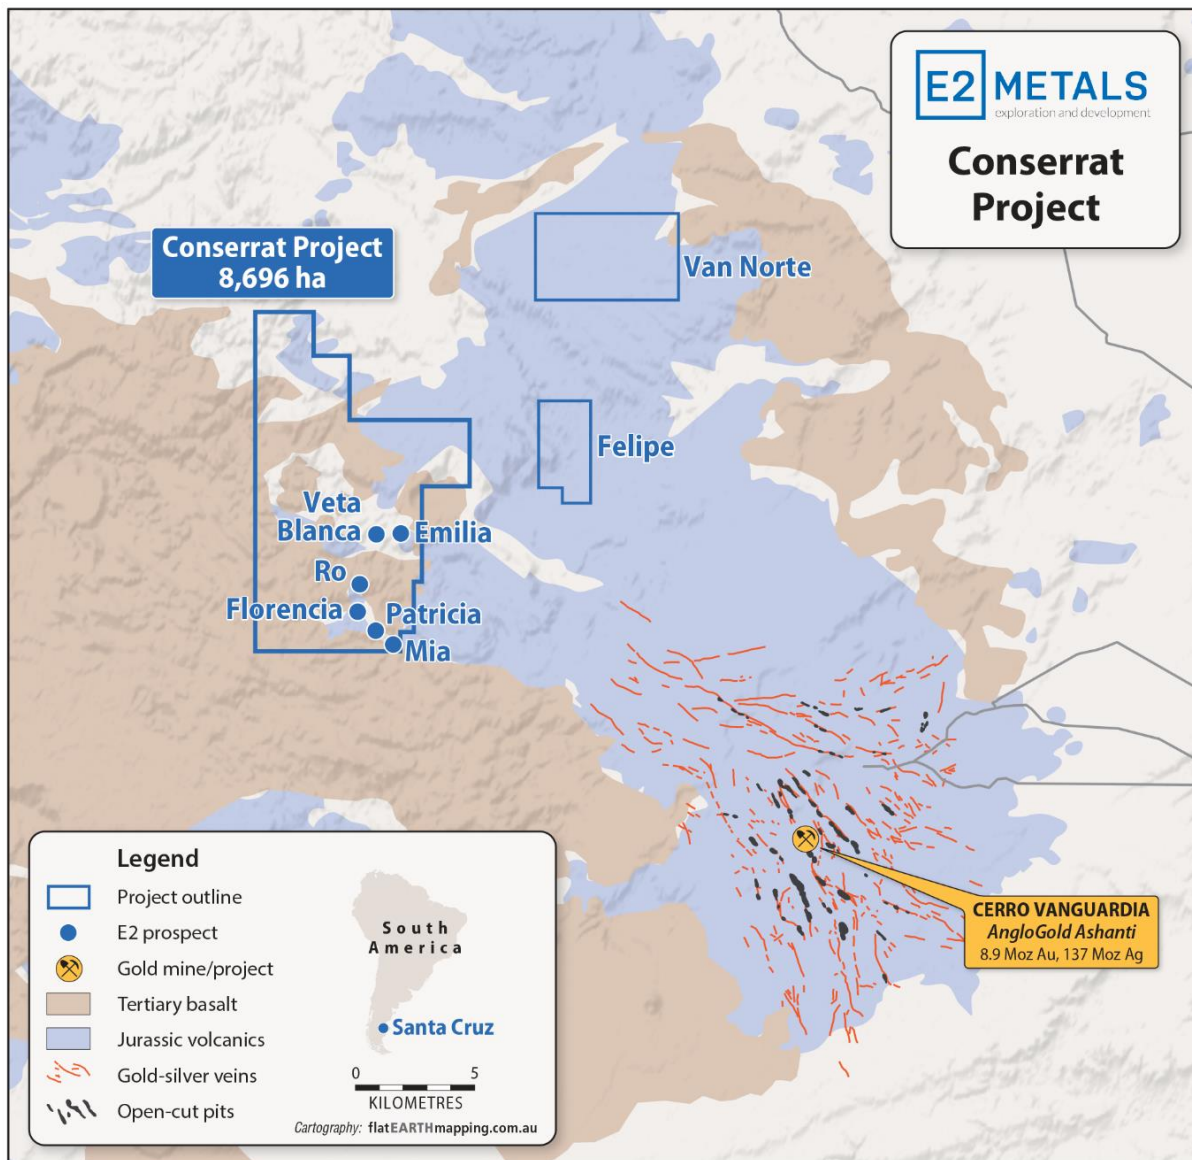 E2 METALS
exploration and development
Conserrat
Project
Conserrat Project
8,696 ha
Van Norte
Felipe
Veta
Blanca
Emilia
Ro
Florencia
Patricia
Mia
CERRO VANGUARDIA
AngloGold Ashanti
8.9 Moz Au, 137 Moz Ag
Legend
Project outline
E2 prospect
Gold mine/project
Tertiary basalt
Jurassic volcanics
Gold-silver veins
Open-cut pits
South
America
Santa Cruz
0 5
KILOMETRES
Cartography: flatEARTHmapping.com.au